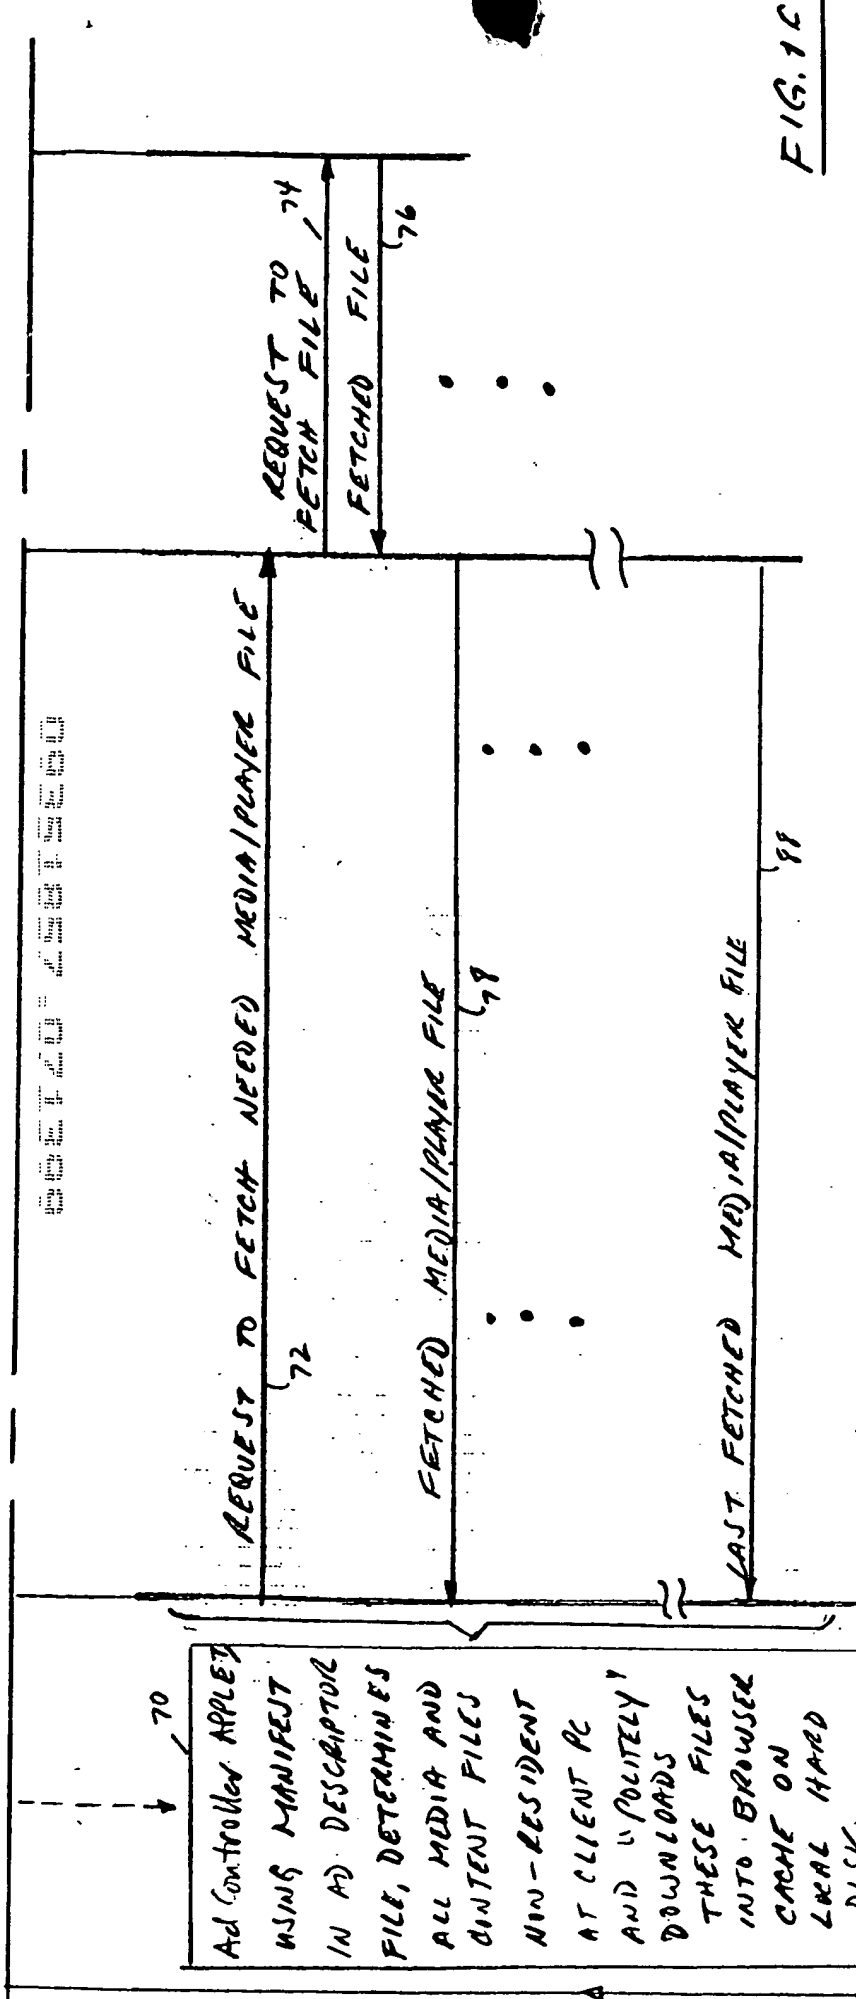 09351857.071399
70
Ad Controller APPLET
USING MANIFEST
IN AD DESCRIPTOR
FILE, DETERMINES
ALL MEDIA AND
CONTENT FILES
NON-RESIDENT
AT CLIENT PC
AND "POLITELY"
DOWNLOADS
THESE FILES
INTO BROWSER
CACHE ON
LOCAL HARD
DISK.
REQUEST TO FETCH NEEDED MEDIA/PLAYER FILE
72
REQUEST TO
FETCH FILE
74
FETCHED FILE
76
FETCHED MEDIA/PLAYER FILE
78
LAST FETCHED MEDIA/PLAYER FILE
FIG. 1C